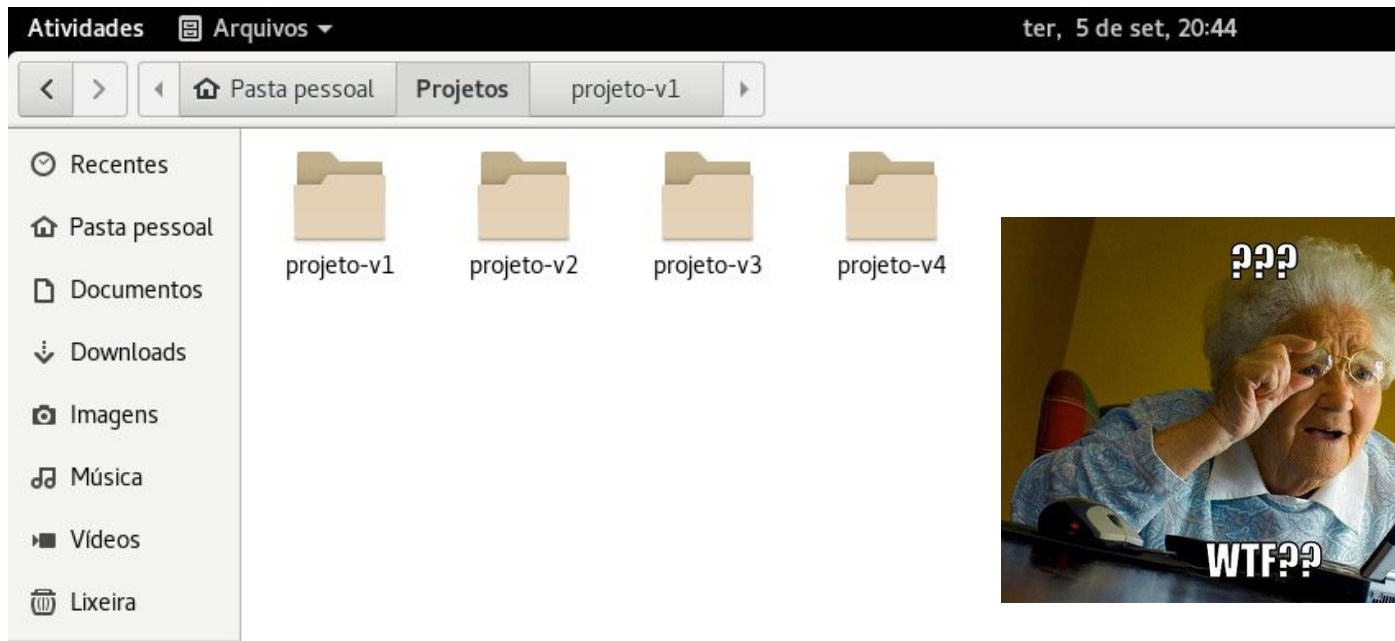 Atividades Arquivos ter, 5 de set, 20:44
Pasta pessoal Projetos projeto-v1
Recentes
Pasta pessoal
Documentos
Downloads
Imagens
Música
Vídeos
Lixeira
projeto-v1 projeto-v2 projeto-v3 projeto-v4
???
WTF??